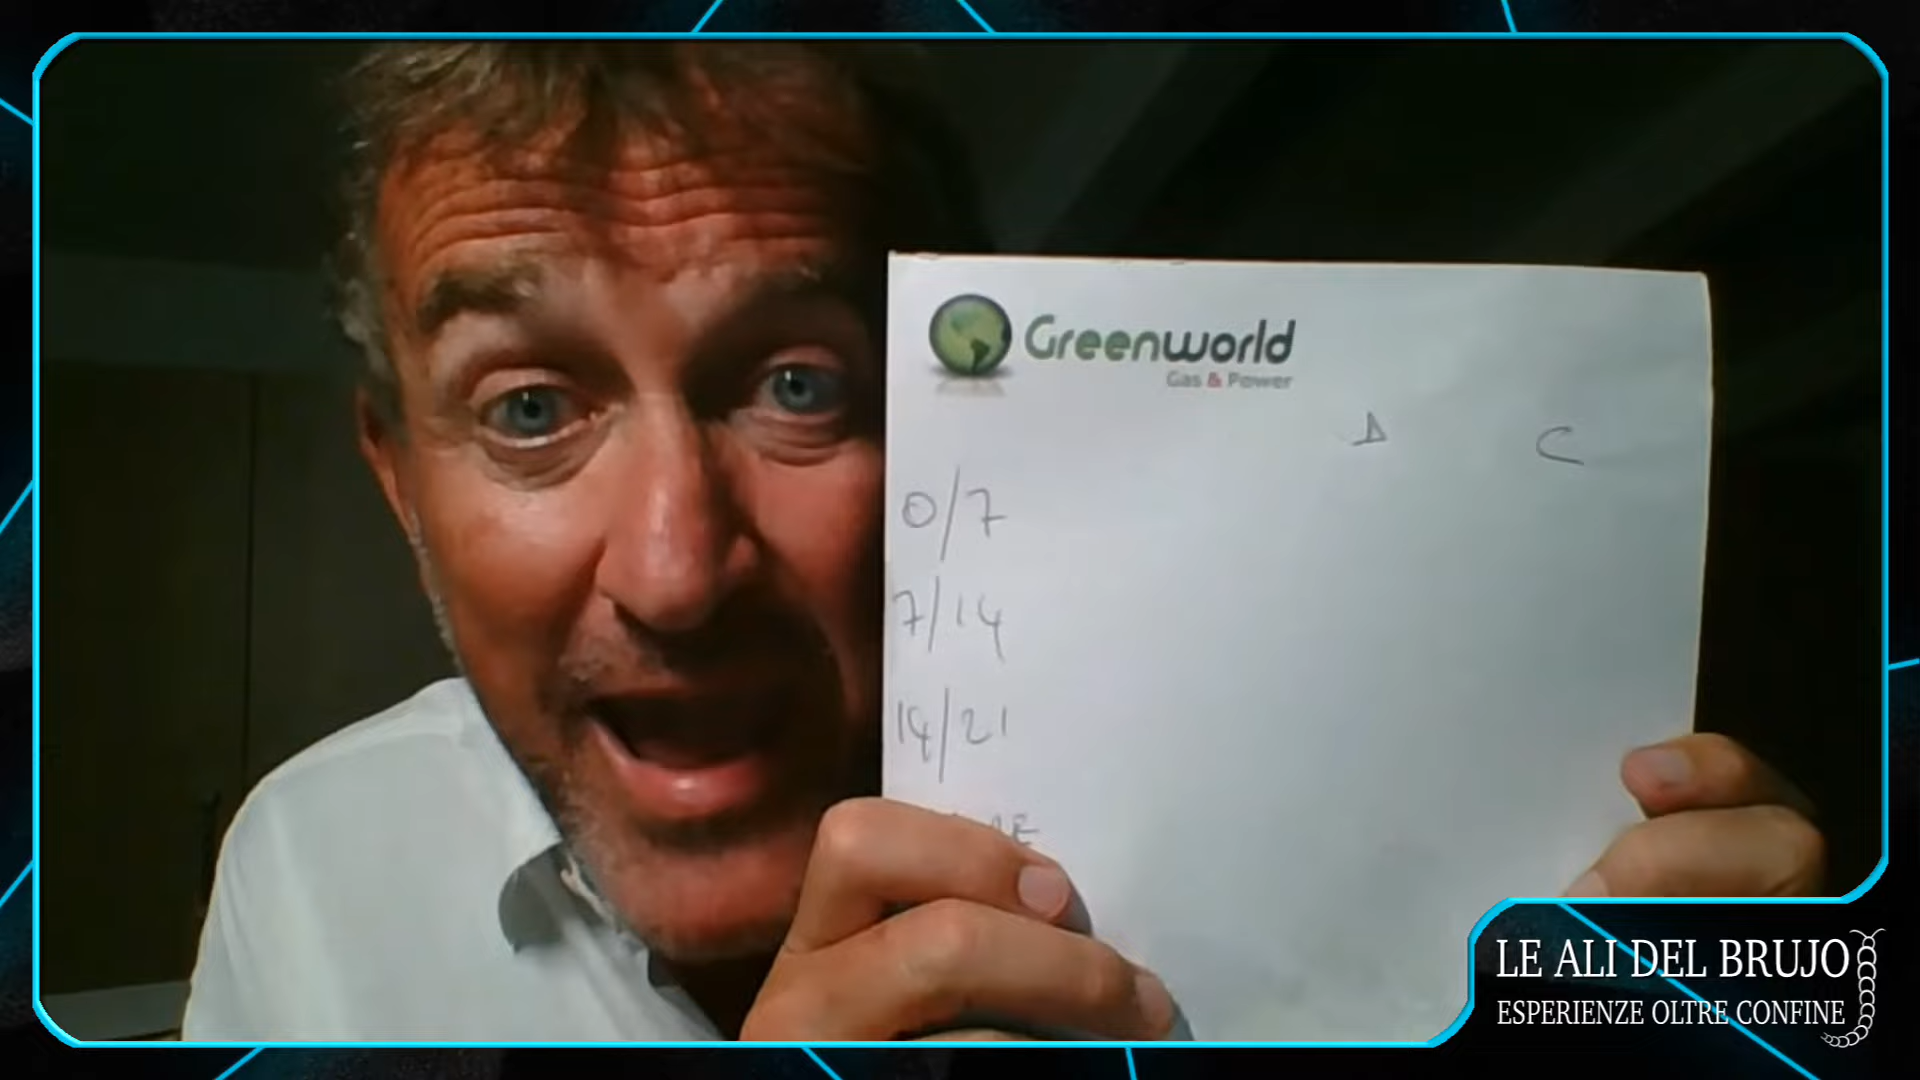 Greenworld
Gas & Power
D C
0/7
7/14
14/21
LE ALI DEL BRUJO
ESPERIENZE OLTRE CONFINE